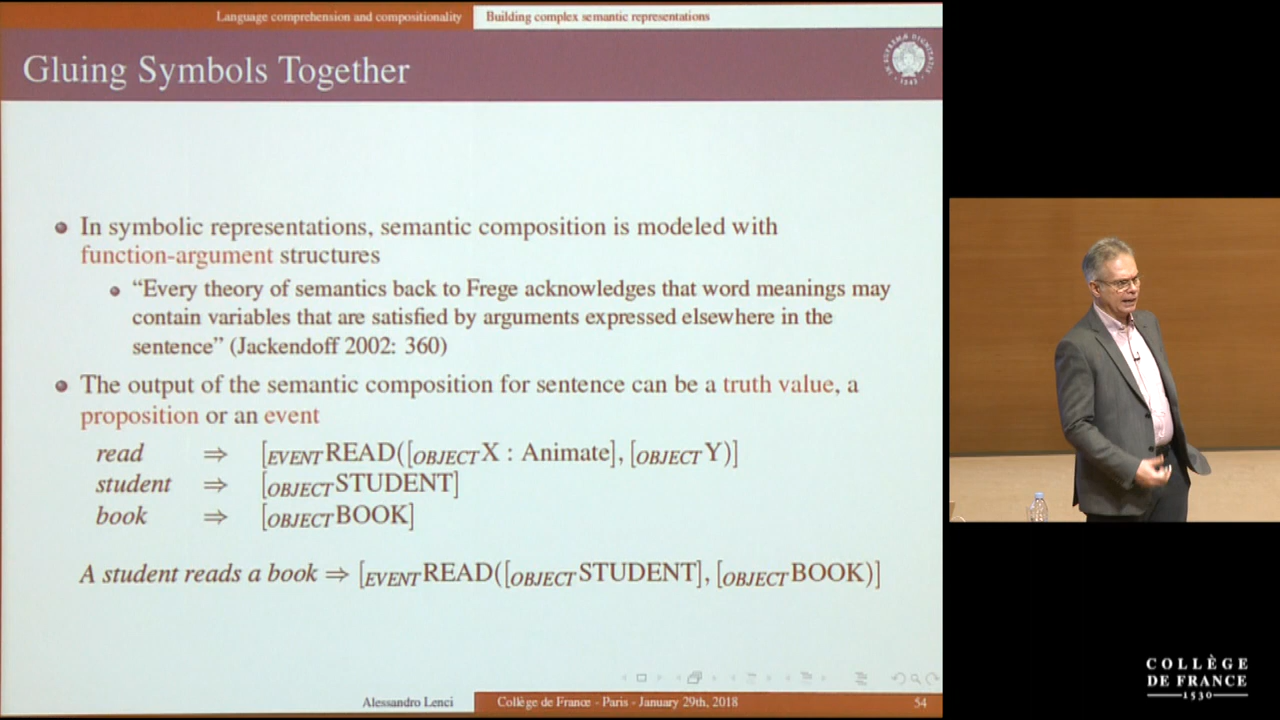 Language comprehension and compositionality Building complex semantic representations
Gluing Symbols Together
IN SUPREMÆ DIGNITATIS
· 1343 ·
In symbolic representations, semantic composition is modeled with
function-argument structures
“Every theory of semantics back to Frege acknowledges that word meanings may
contain variables that are satisfied by arguments expressed elsewhere in the
sentence” (Jackendoff 2002: 360)
The output of the semantic composition for sentence can be a truth value, a
proposition or an event
read ⇒ [EVENT READ([OBJECT X : Animate], [OBJECT Y)]
student ⇒ [OBJECT STUDENT]
book ⇒ [OBJECT BOOK]
A student reads a book ⇒ [EVENT READ([OBJECT STUDENT], [OBJECT BOOK)]
Alessandro Lenci Collège de France - Paris - January 29th, 2018 54
COLLÈGE
DE FRANCE
1530